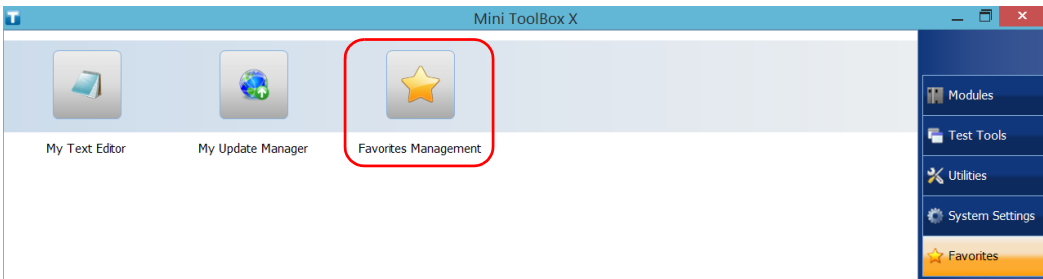 Mini ToolBox X
My Text Editor
My Update Manager
Favorites Management
Modules
Test Tools
Utilities
System Settings
Favorites